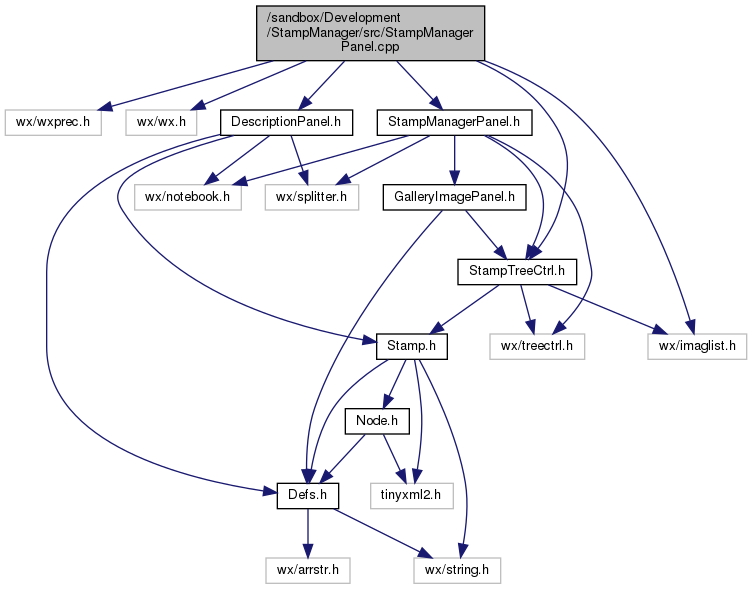 /sandbox/Development
/StampManager/src/StampManager
Panel.cpp
wx/wxprec.h
wx/wx.h
DescriptionPanel.h
StampManagerPanel.h
wx/notebook.h
wx/splitter.h
GalleryImagePanel.h
StampTreeCtrl.h
Stamp.h
wx/treectrl.h
wx/imaglist.h
Node.h
Defs.h
tinyxml2.h
wx/arrstr.h
wx/string.h